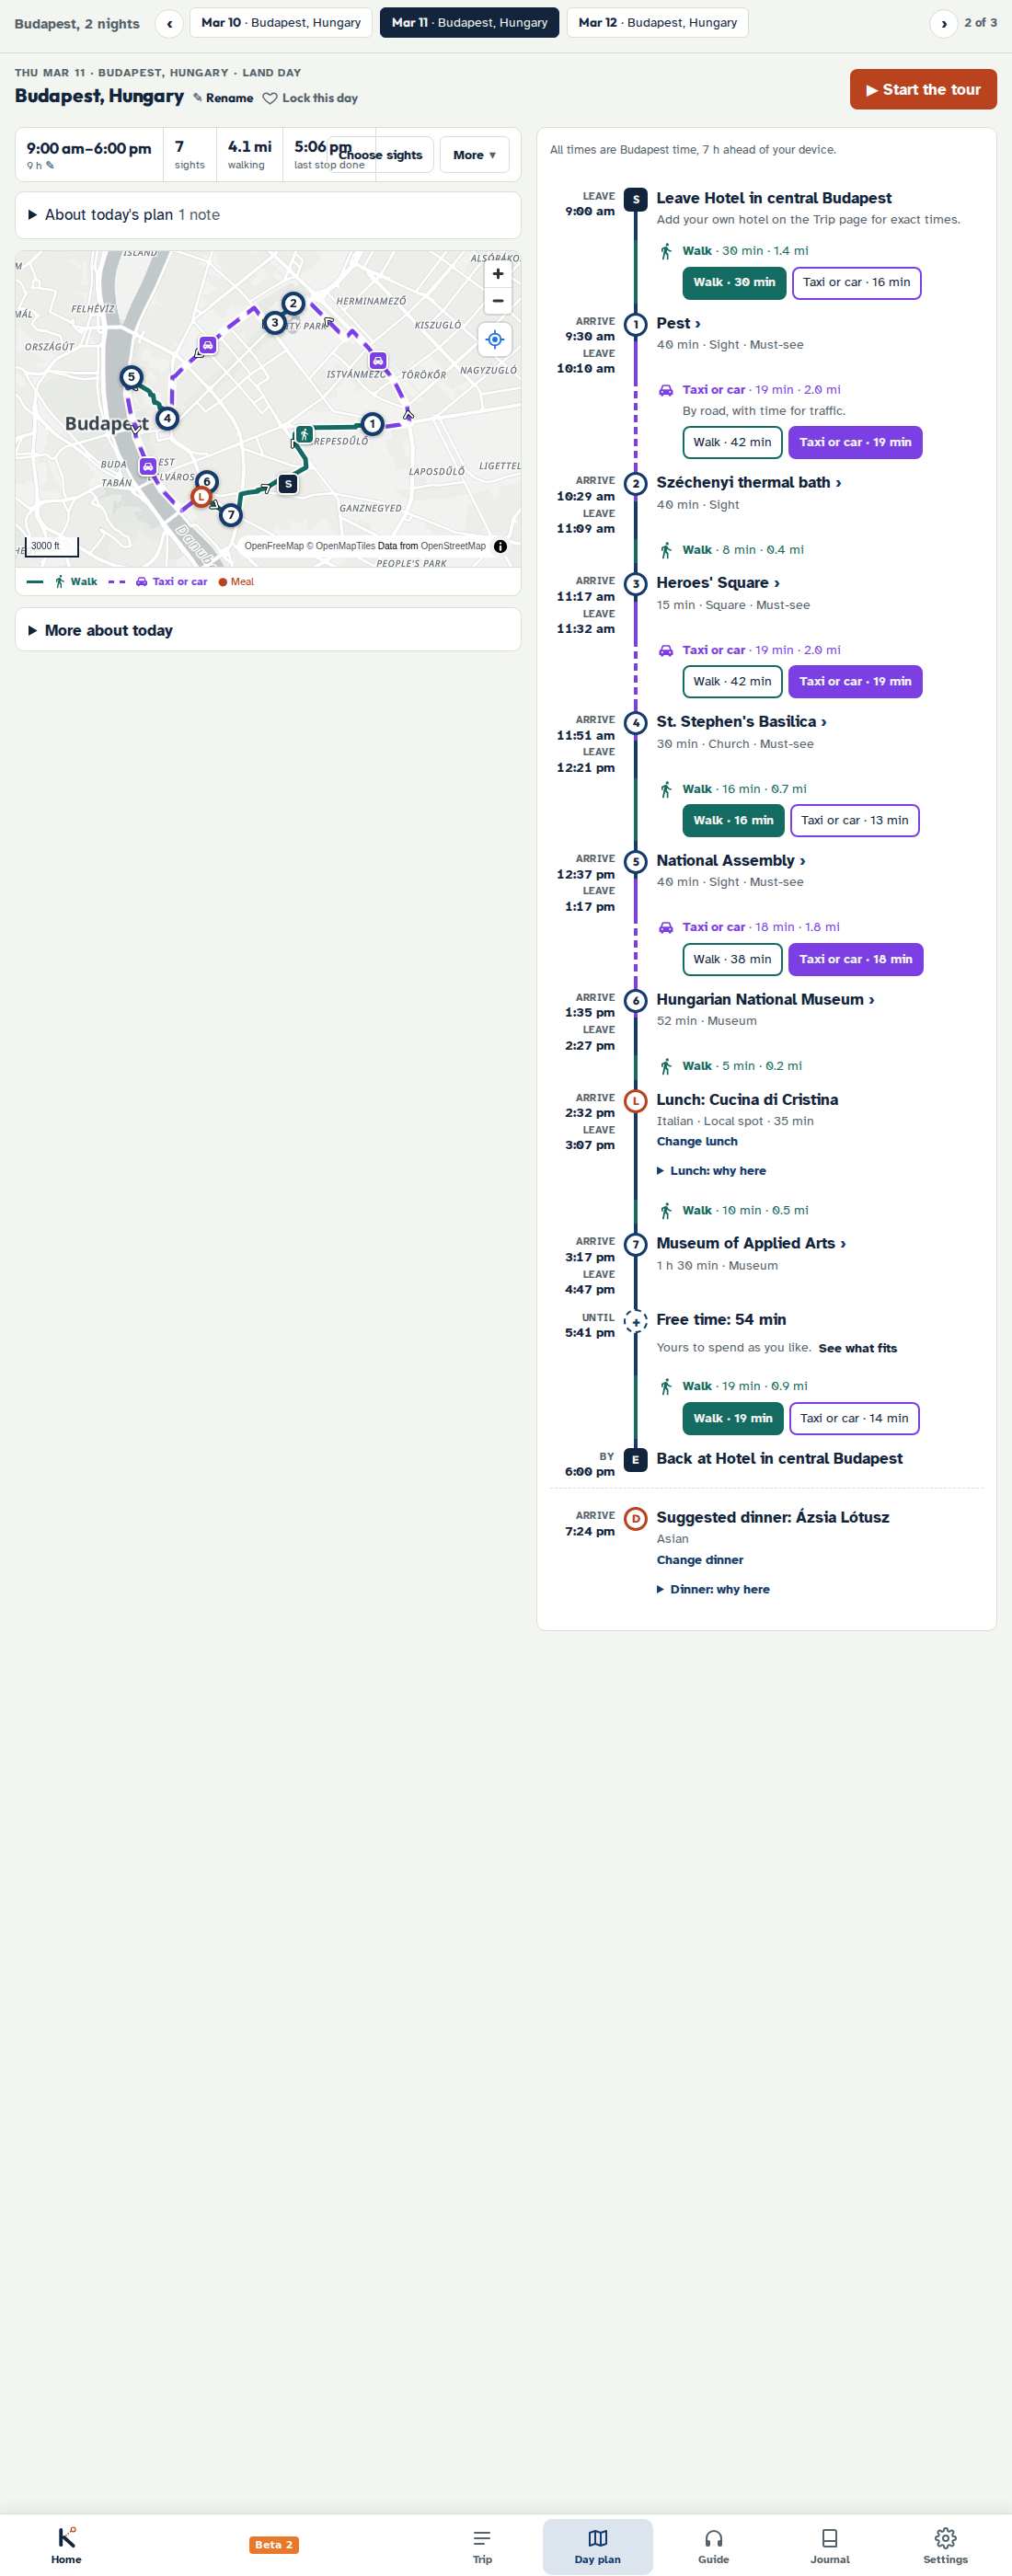 Budapest, 2 nights
‹
Mar 10 · Budapest, Hungary
Mar 11 · Budapest, Hungary
Mar 12 · Budapest, Hungary
›
2 of 3
THU MAR 11 · BUDAPEST, HUNGARY · LAND DAY
Budapest, Hungary
✎ Rename
Lock this day
▶ Start the tour
9:00 am–6:00 pm
9 h ✎
7
sights
4.1 mi
walking
5:06 pm
last stop done
Choose sights
More ▾
▶ About today's plan 1 note
ISLAND
ALSÓRÁKO
FELHÉVÍZ
HERMINAMEZŐ
KISZUGLÓ
ORSZÁGÚT
NAGYZUGLÓ
TÖRÖKŐR
Budapest
LAPOSDŰLŐ
LIGETTEL
BUDA
TABÁN
GANZNEGYED
Danub
PEOPLE'S PARK
+
−
1
2
3
4
5
6
7
S
L
3000 ft
OpenFreeMap © OpenMapTiles Data from OpenStreetMap
Walk
Taxi or car
Meal
▶ More about today
All times are Budapest time, 7 h ahead of your device.
LEAVE
9:00 am
S
Leave Hotel in central Budapest
Add your own hotel on the Trip page for exact times.
Walk · 30 min · 1.4 mi
Walk · 30 min
Taxi or car · 16 min
ARRIVE
9:30 am
LEAVE
10:10 am
1
Pest ›
40 min · Sight · Must-see
Taxi or car · 19 min · 2.0 mi
By road, with time for traffic.
Walk · 42 min
Taxi or car · 19 min
ARRIVE
10:29 am
LEAVE
11:09 am
2
Széchenyi thermal bath ›
40 min · Sight
Walk · 8 min · 0.4 mi
ARRIVE
11:17 am
LEAVE
11:32 am
3
Heroes' Square ›
15 min · Square · Must-see
Taxi or car · 19 min · 2.0 mi
Walk · 42 min
Taxi or car · 19 min
ARRIVE
11:51 am
LEAVE
12:21 pm
4
St. Stephen's Basilica ›
30 min · Church · Must-see
Walk · 16 min · 0.7 mi
Walk · 16 min
Taxi or car · 13 min
ARRIVE
12:37 pm
LEAVE
1:17 pm
5
National Assembly ›
40 min · Sight · Must-see
Taxi or car · 18 min · 1.8 mi
Walk · 38 min
Taxi or car · 18 min
ARRIVE
1:35 pm
LEAVE
2:27 pm
6
Hungarian National Museum ›
52 min · Museum
Walk · 5 min · 0.2 mi
ARRIVE
2:32 pm
LEAVE
3:07 pm
L
Lunch: Cucina di Cristina
Italian · Local spot · 35 min
Change lunch
▶ Lunch: why here
Walk · 10 min · 0.5 mi
ARRIVE
3:17 pm
LEAVE
4:47 pm
7
Museum of Applied Arts ›
1 h 30 min · Museum
UNTIL
5:41 pm
+
Free time: 54 min
Yours to spend as you like. See what fits
Walk · 19 min · 0.9 mi
Walk · 19 min
Taxi or car · 14 min
BY
6:00 pm
E
Back at Hotel in central Budapest
ARRIVE
7:24 pm
D
Suggested dinner: Ázsia Lótusz
Asian
Change dinner
▶ Dinner: why here
Home
Beta 2
Trip
Day plan
Guide
Journal
Settings